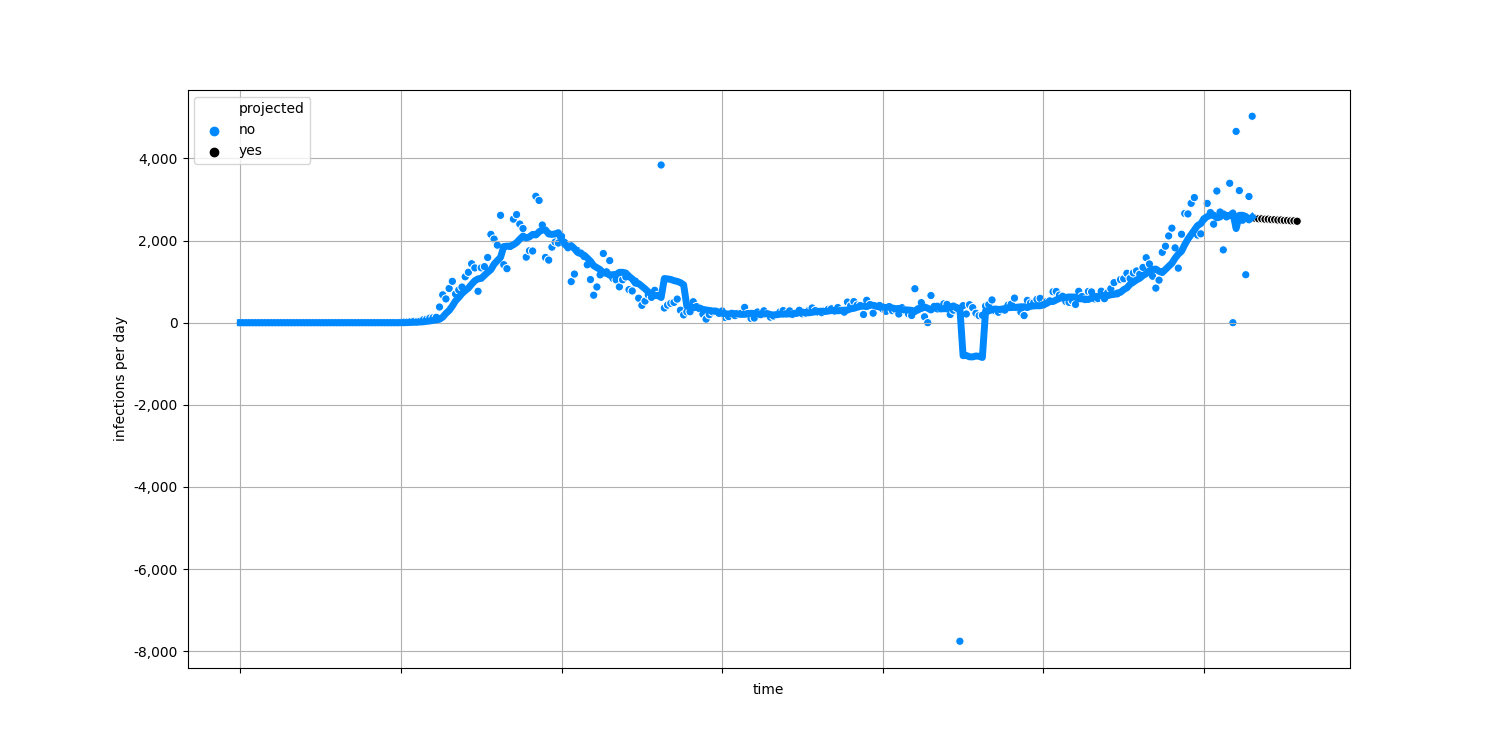 projected
no
yes
4,000
2,000
0
-2,000
-4,000
-6,000
-8,000
infections per day
time